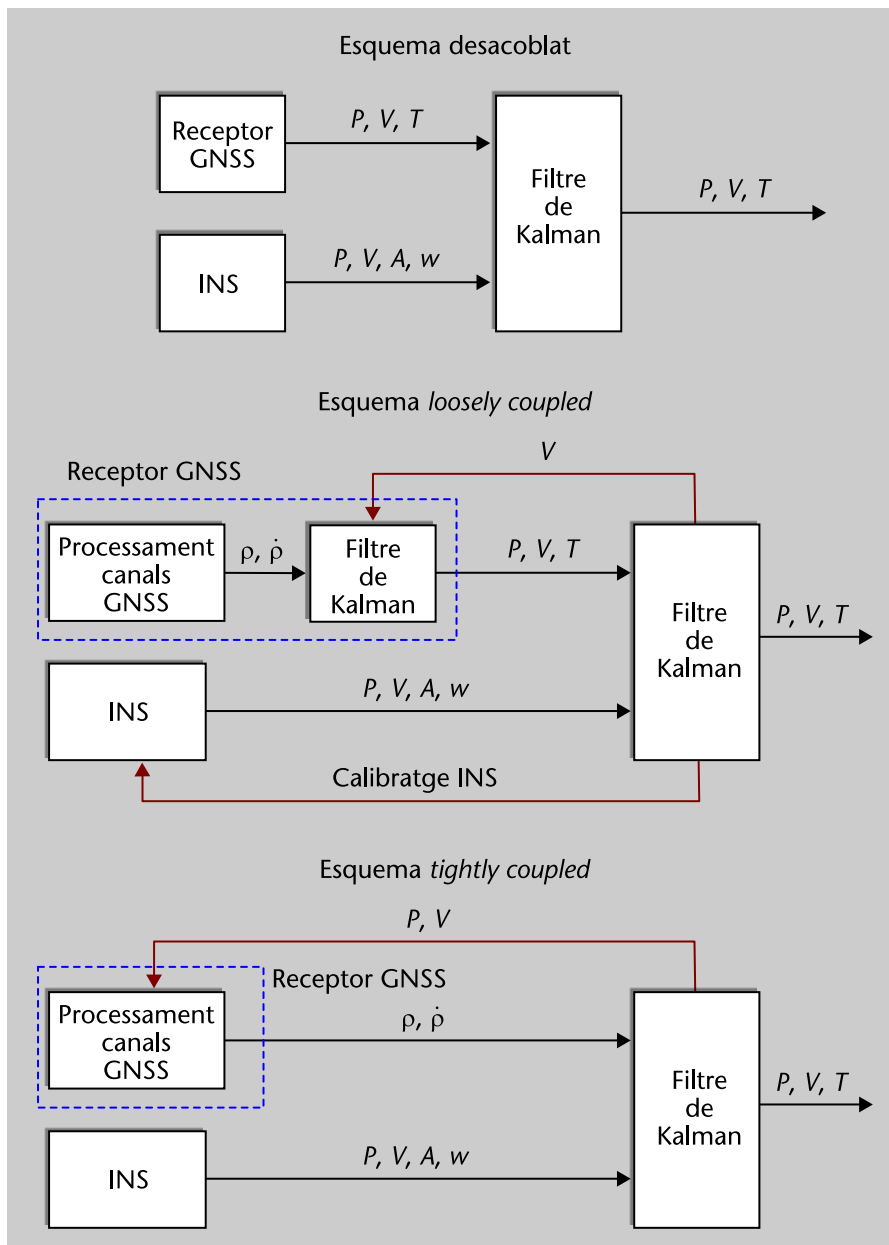 Esquema desacoblat
Receptor
GNSS
P, V, T
Filtre
de
Kalman
P, V, T
INS
P, V, A, w
Esquema loosely coupled
V
Receptor GNSS
Processament
canals
GNSS
ρ, ρ̇
Filtre
de
Kalman
P, V, T
Filtre
de
Kalman
P, V, T
INS
P, V, A, w
Calibratge INS
Esquema tightly coupled
P, V
Receptor GNSS
Processament
canals
GNSS
ρ, ρ̇
Filtre
de
Kalman
P, V, T
INS
P, V, A, w